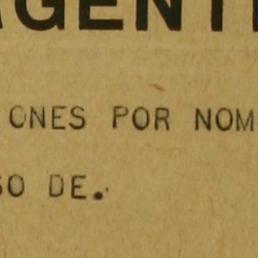 AGENTI
ONES POR NOM
SO DE.